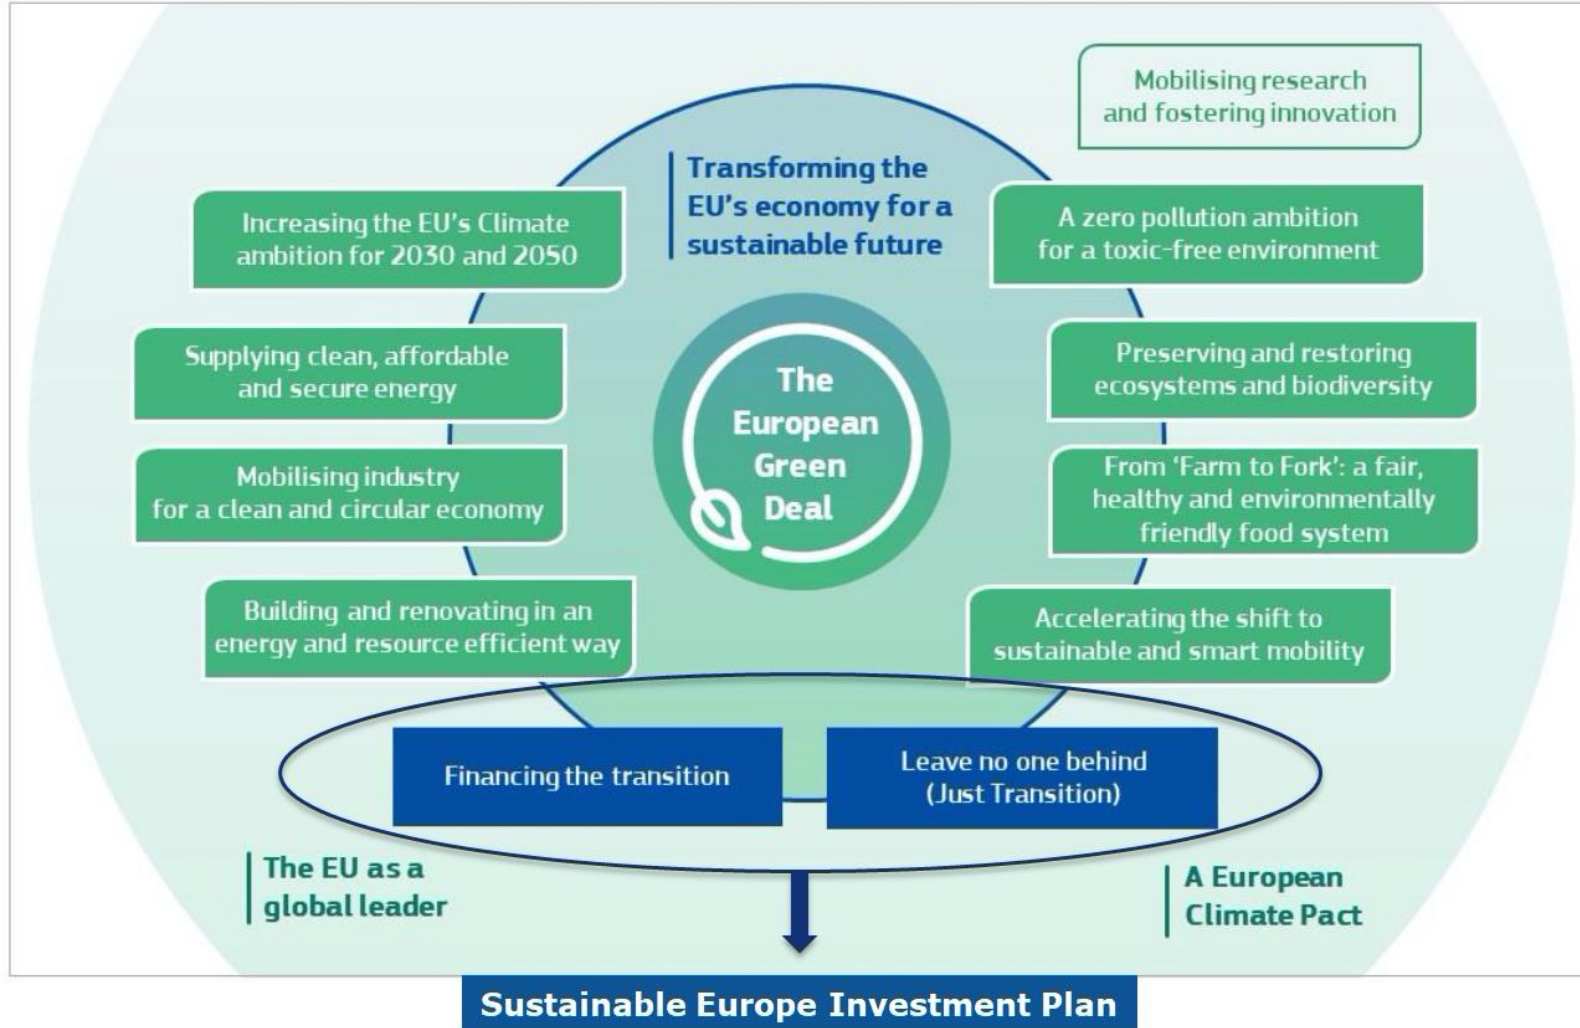 Mobilising research
and fostering innovation
Transforming the
EU's economy for a
sustainable future
Increasing the EU's Climate
ambition for 2030 and 2050
A zero pollution ambition
for a toxic-free environment
Supplying clean, affordable
and secure energy
The
European
Green
Deal
Preserving and restoring
ecosystems and biodiversity
Mobilising industry
for a clean and circular economy
From ‘Farm to Fork’: a fair,
healthy and environmentally
friendly food system
Building and renovating in an
energy and resource efficient way
Accelerating the shift to
sustainable and smart mobility
Financing the transition
Leave no one behind
(Just Transition)
The EU as a
global leader
A European
Climate Pact
Sustainable Europe Investment Plan